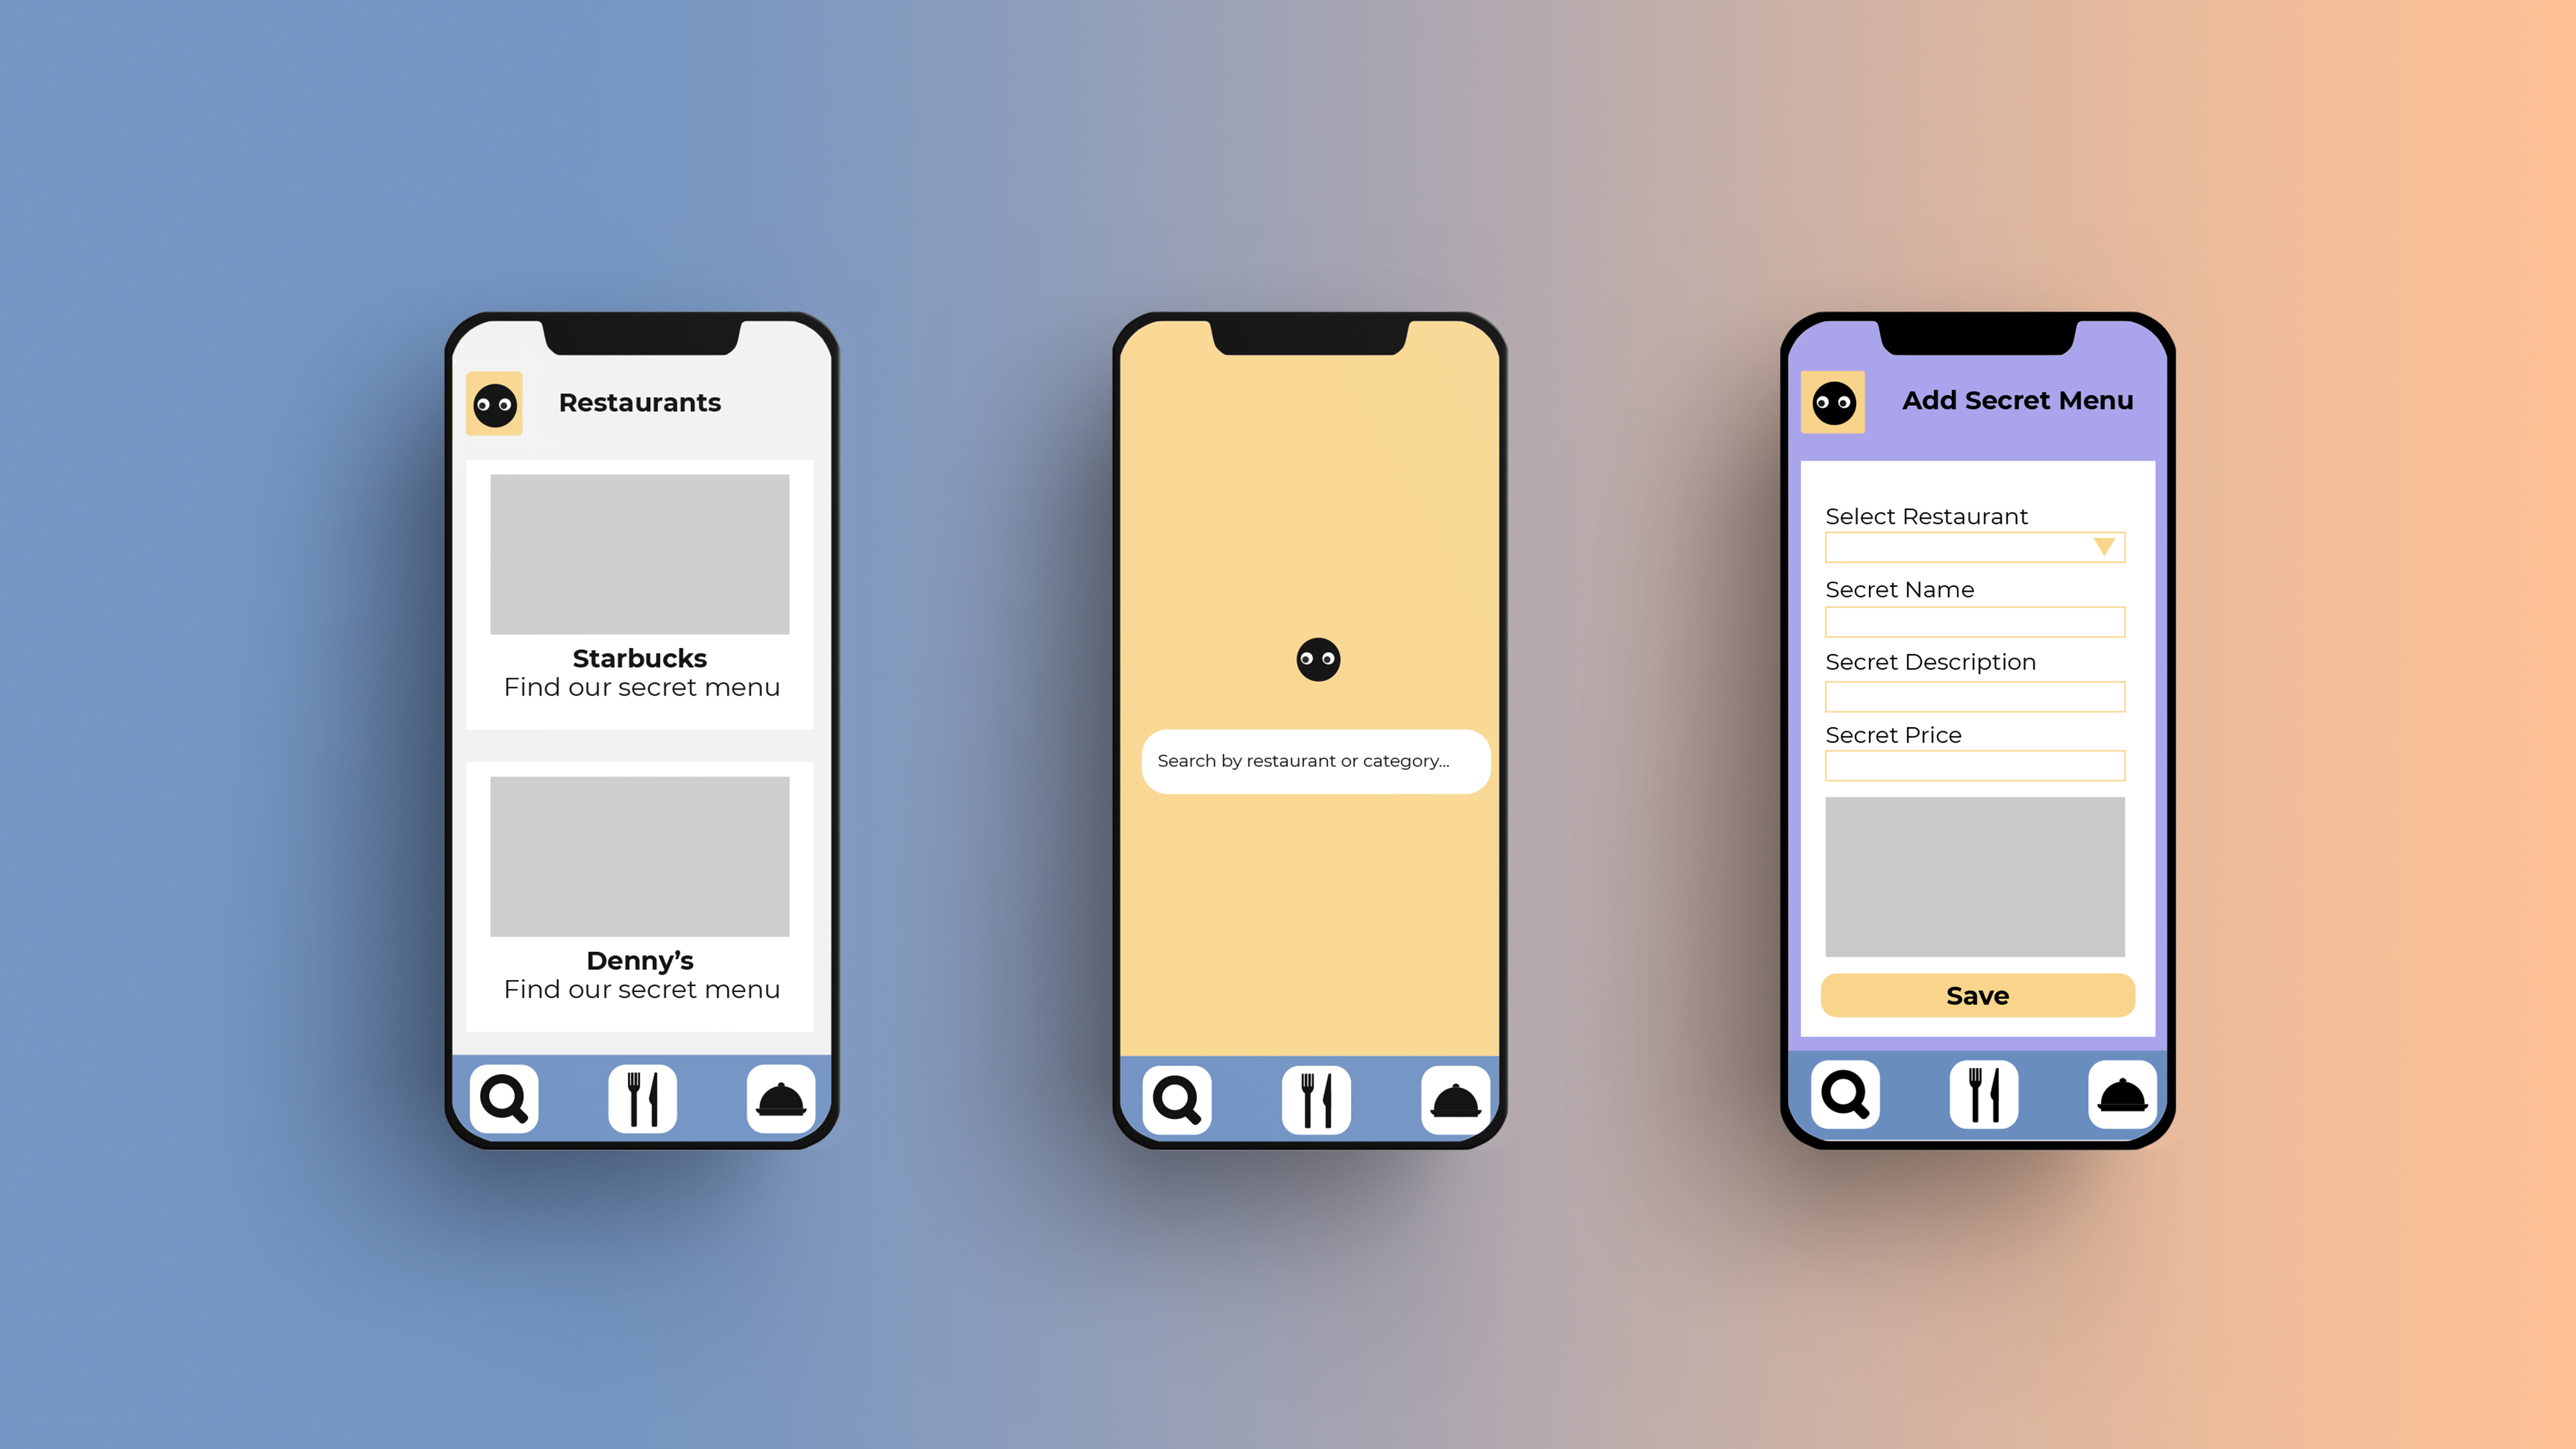 Restaurants
Starbucks
Find our secret menu
Denny’s
Find our secret menu
Search by restaurant or category...
Add Secret Menu
Select Restaurant
Secret Name
Secret Description
Secret Price
Save